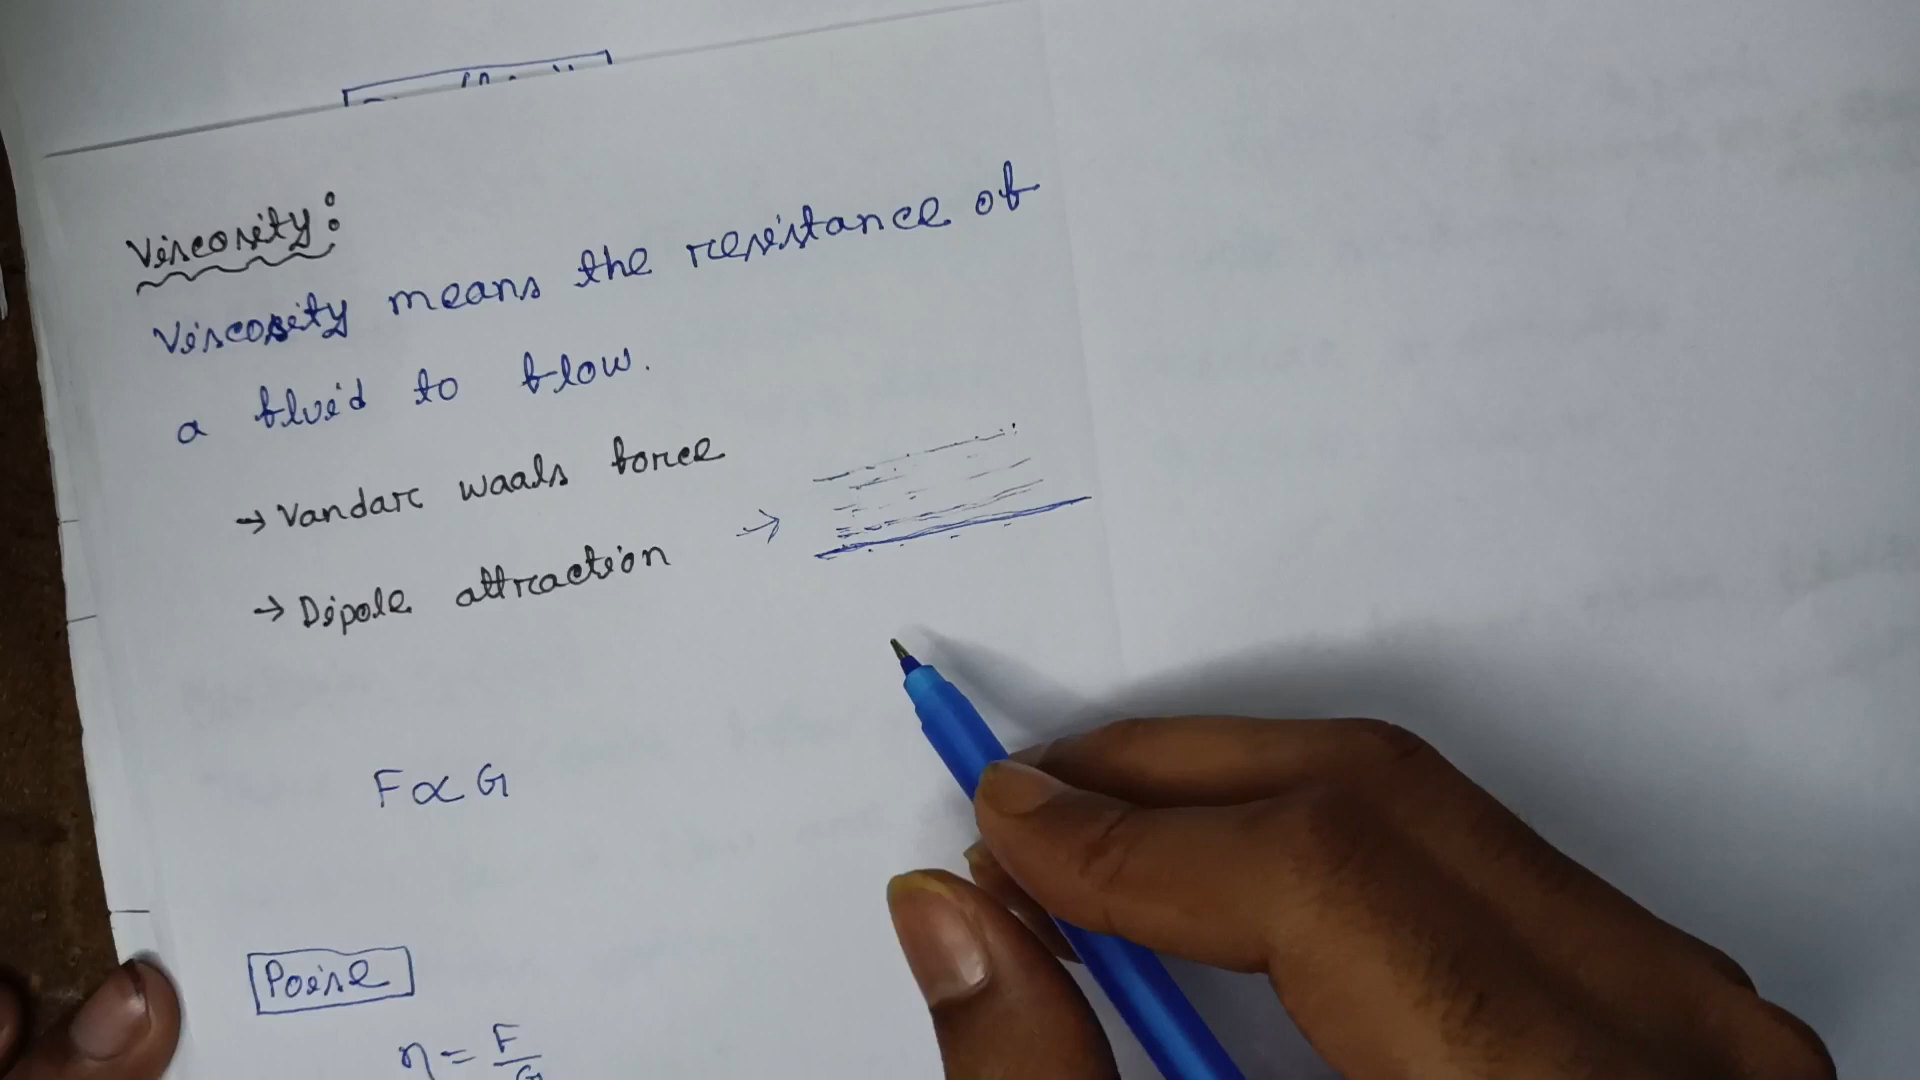 Viscosity:
Viscosity means the resistance of
a fluid to flow.
→ Vandar waals force
→ Dipole attraction →
F ∝ G
Poise
η = F
G